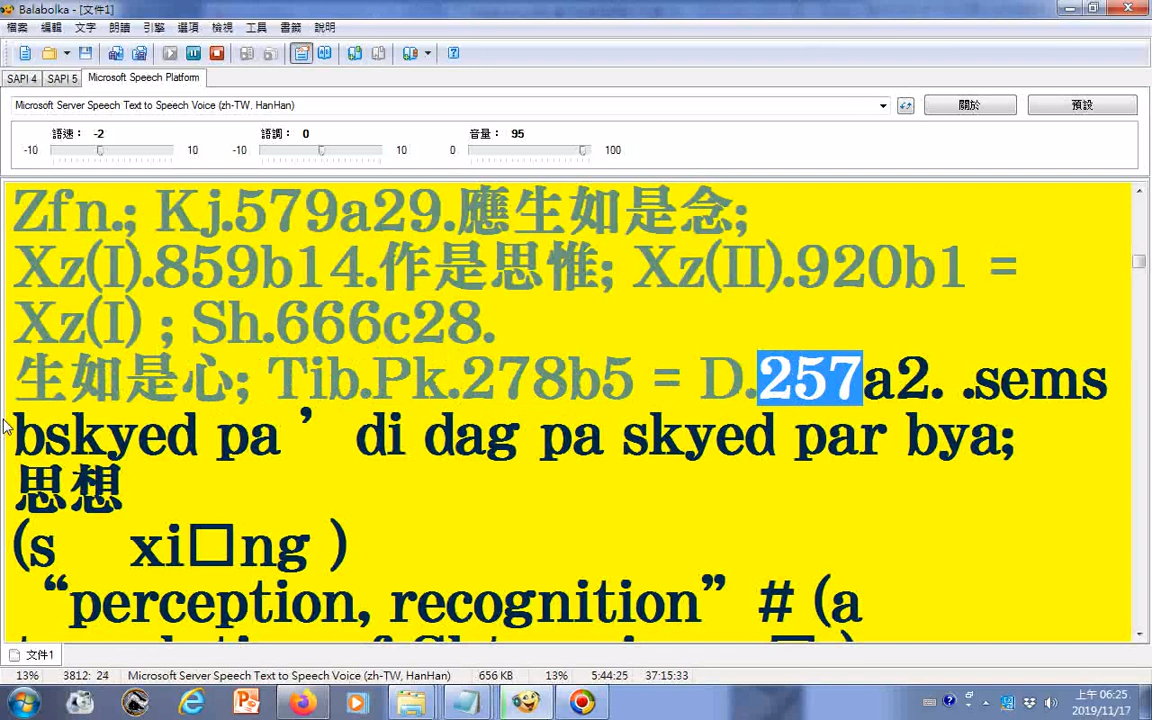 Balabolka - [文件1]
檔案 編輯 文字 朗讀 引擎 選項 檢視 工具 書籤 說明
SAPI 4 SAPI 5 Microsoft Speech Platform
Microsoft Server Speech Text to Speech Voice (zh-TW, HanHan) 關於 預設
語速： -2 語調： 0 音量： 95
-10 10 -10 10 0 100
Zfn.; Kj.579a29.應生如是念;
Xz(I).859b14.作是思惟; Xz(II).920b1 =
Xz(I) ; Sh.666c28.
生如是心; Tib.Pk.278b5 = D.257a2. .sems
bskyed pa ’ di dag pa skyed par bya;
思想
(s xi□ng )
“perception, recognition” # (a
文件1
13% 3812: 24 Microsoft Server Speech Text to Speech Voice (zh-TW, HanHan) 656 KB 13% 5:44:25 37:15:33
上午 06:25
2019/11/17